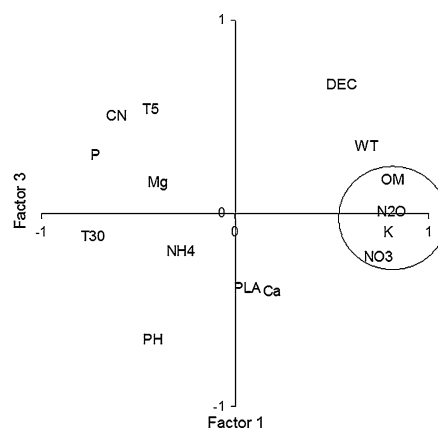 1
DEC
CN T5
WT
P
OM
Mg
Factor 3
N2O
0
-1 0 1
K
T30
NH4
NO3
PLA Ca
PH
-1
Factor 1